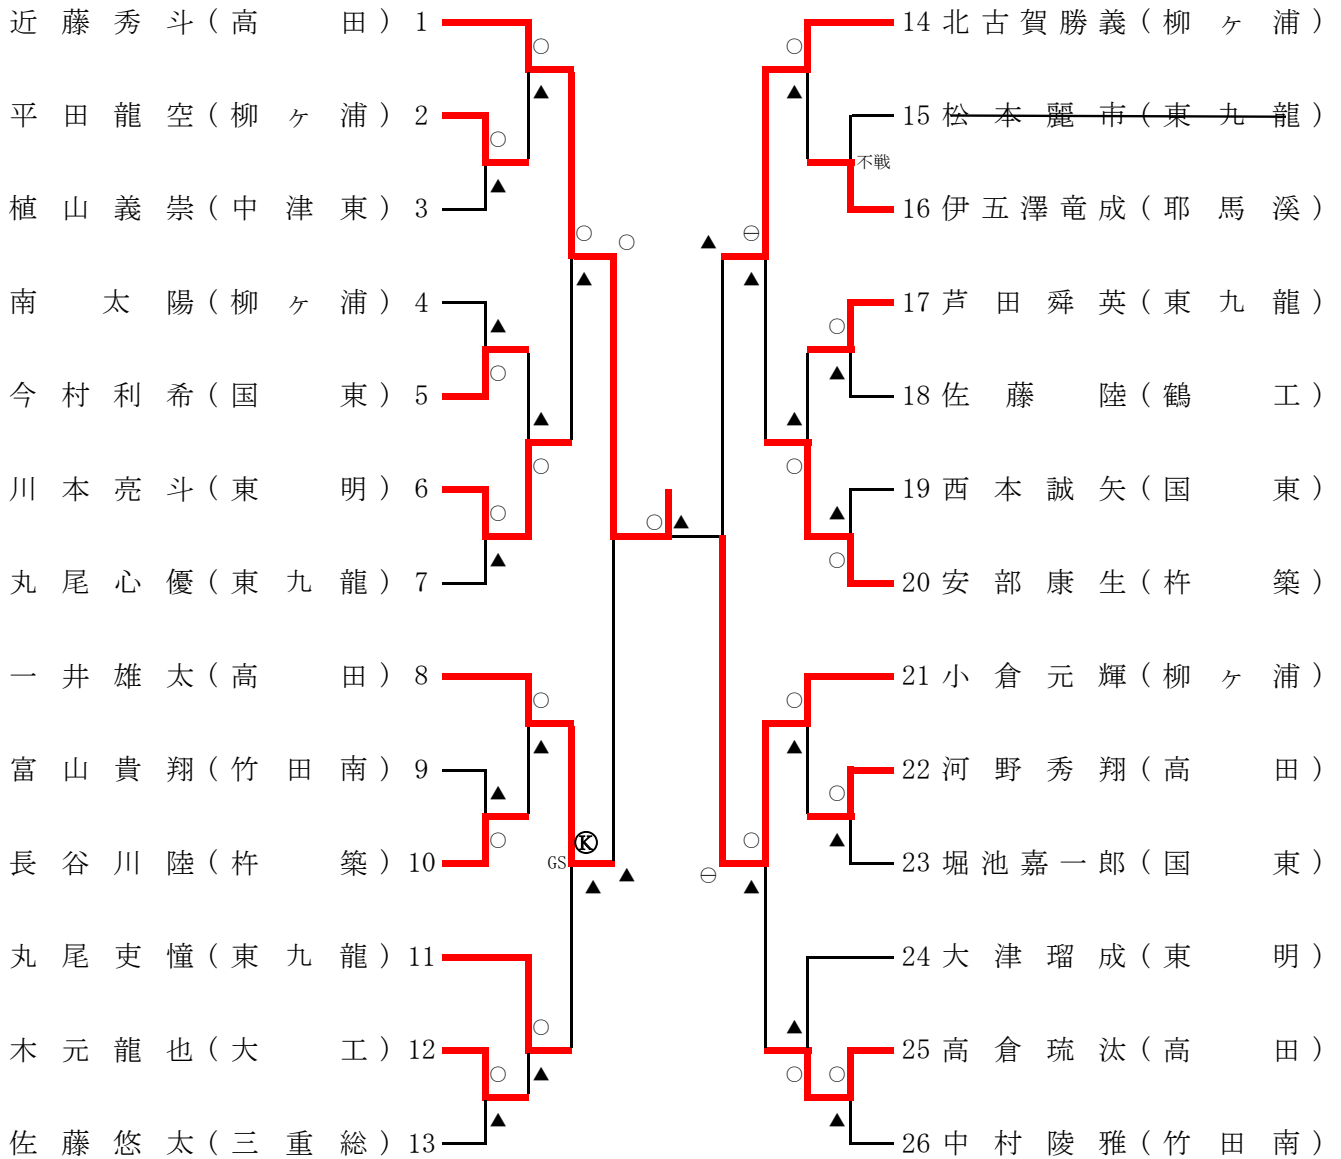 近藤秀斗(高田) 1
平田龍空(柳ヶ浦) 2
植山義崇(中津東) 3
南太陽(柳ヶ浦) 4
今村利希(国東) 5
川本亮斗(東明) 6
丸尾心優(東九龍) 7
一井雄太(高田) 8
富山貴翔(竹田南) 9
長谷川陸(杵築) 10
丸尾吏憧(東九龍) 11
木元龍也(大工) 12
佐藤悠太(三重総) 13
GS
Ⓚ
14 北古賀勝義(柳ヶ浦)
15 松本麗市(東九龍)
不戦
16 伊五澤竜成(耶馬溪)
17 芦田舜英(東九龍)
18 佐藤陸(鶴工)
19 西本誠矢(国東)
20 安部康生(杵築)
21 小倉元輝(柳ヶ浦)
22 河野秀翔(高田)
23 堀池嘉一郎(国東)
24 大津瑠成(東明)
25 高倉琉汰(高田)
26 中村陵雅(竹田南)